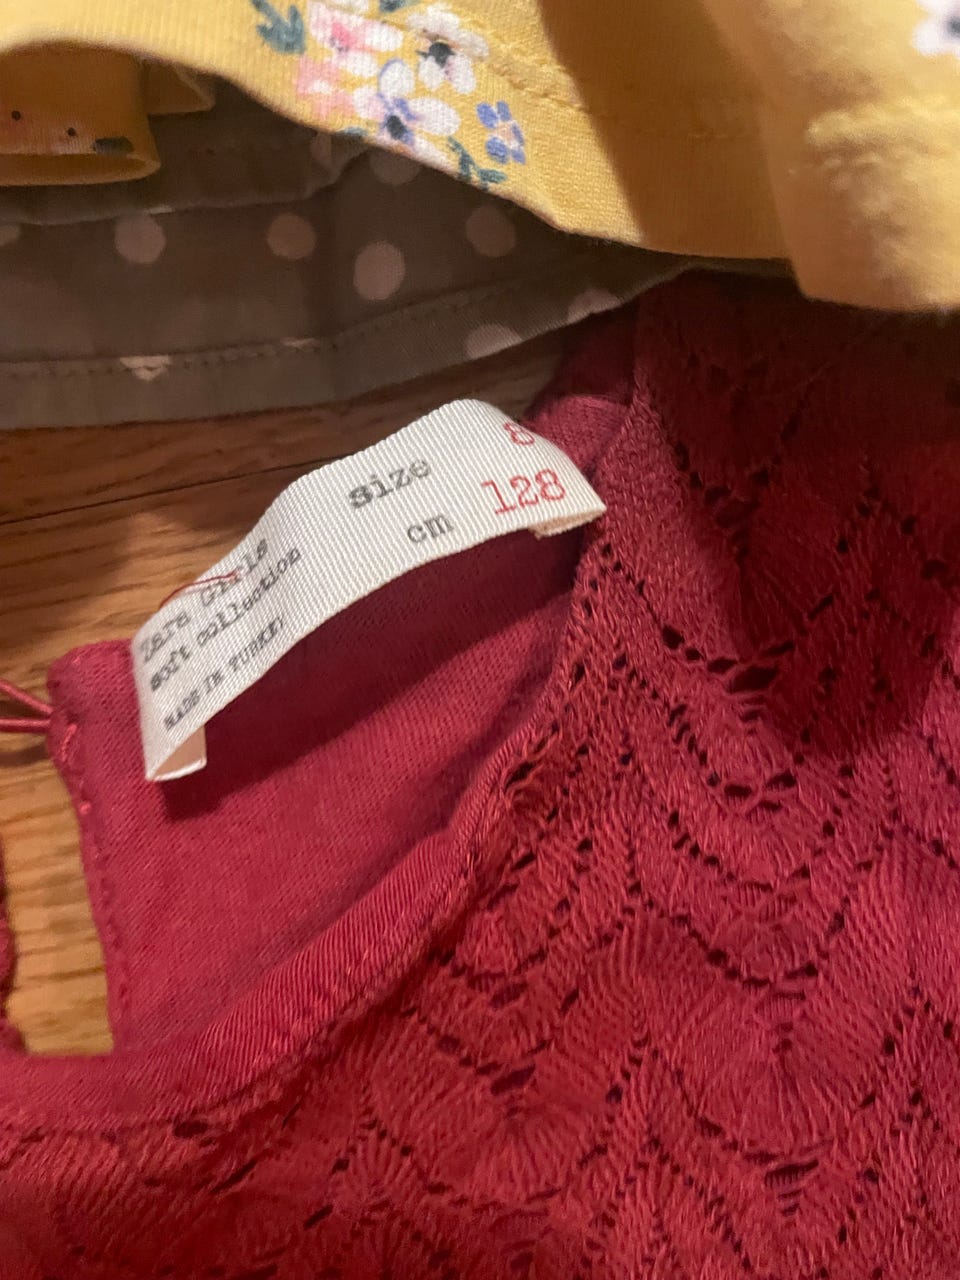 size 8
cm 128
Zara Girls
soft collection
MADE IN TURKEY